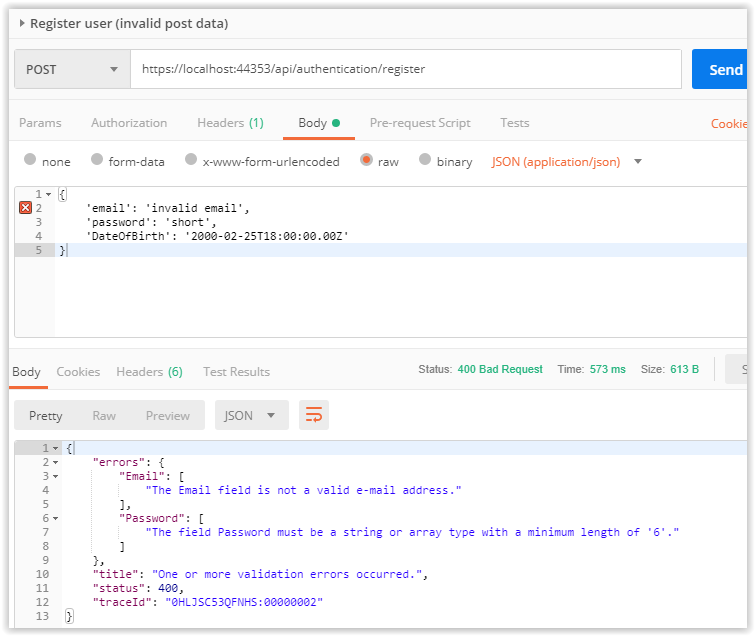 Register user (invalid post data)
POST https://localhost:44353/api/authentication/register Send
Params Authorization Headers (1) Body Pre-request Script Tests Cookie
none form-data x-www-form-urlencoded raw binary JSON (application/json)
1 {
2 'email': 'invalid email',
3 'password': 'short',
4 'DateOfBirth': '2000-02-25T18:00:00.00Z'
5 }
Body Cookies Headers (6) Test Results Status: 400 Bad Request Time: 573 ms Size: 613 B S
Pretty Raw Preview JSON
1 {
2 "errors": {
3 "Email": [
4 "The Email field is not a valid e-mail address."
5 ],
6 "Password": [
7 "The field Password must be a string or array type with a minimum length of '6'."
8 ]
9 },
10 "title": "One or more validation errors occurred.",
11 "status": 400,
12 "traceId": "0HLJSC53QFNHS:00000002"
13 }